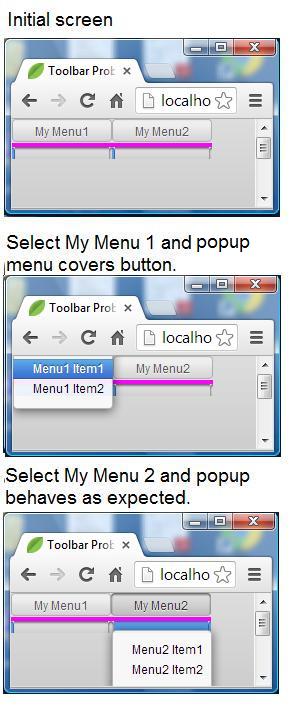 Initial screen
Toolbar Prob
localho
My Menu1 My Menu2
Select My Menu 1 and popup
menu covers button.
Toolbar Prob
localho
Menu1 Item1 My Menu2
Menu1 Item2
Select My Menu 2 and popup
behaves as expected.
Toolbar Prob
localho
My Menu1 My Menu2
Menu2 Item1
Menu2 Item2